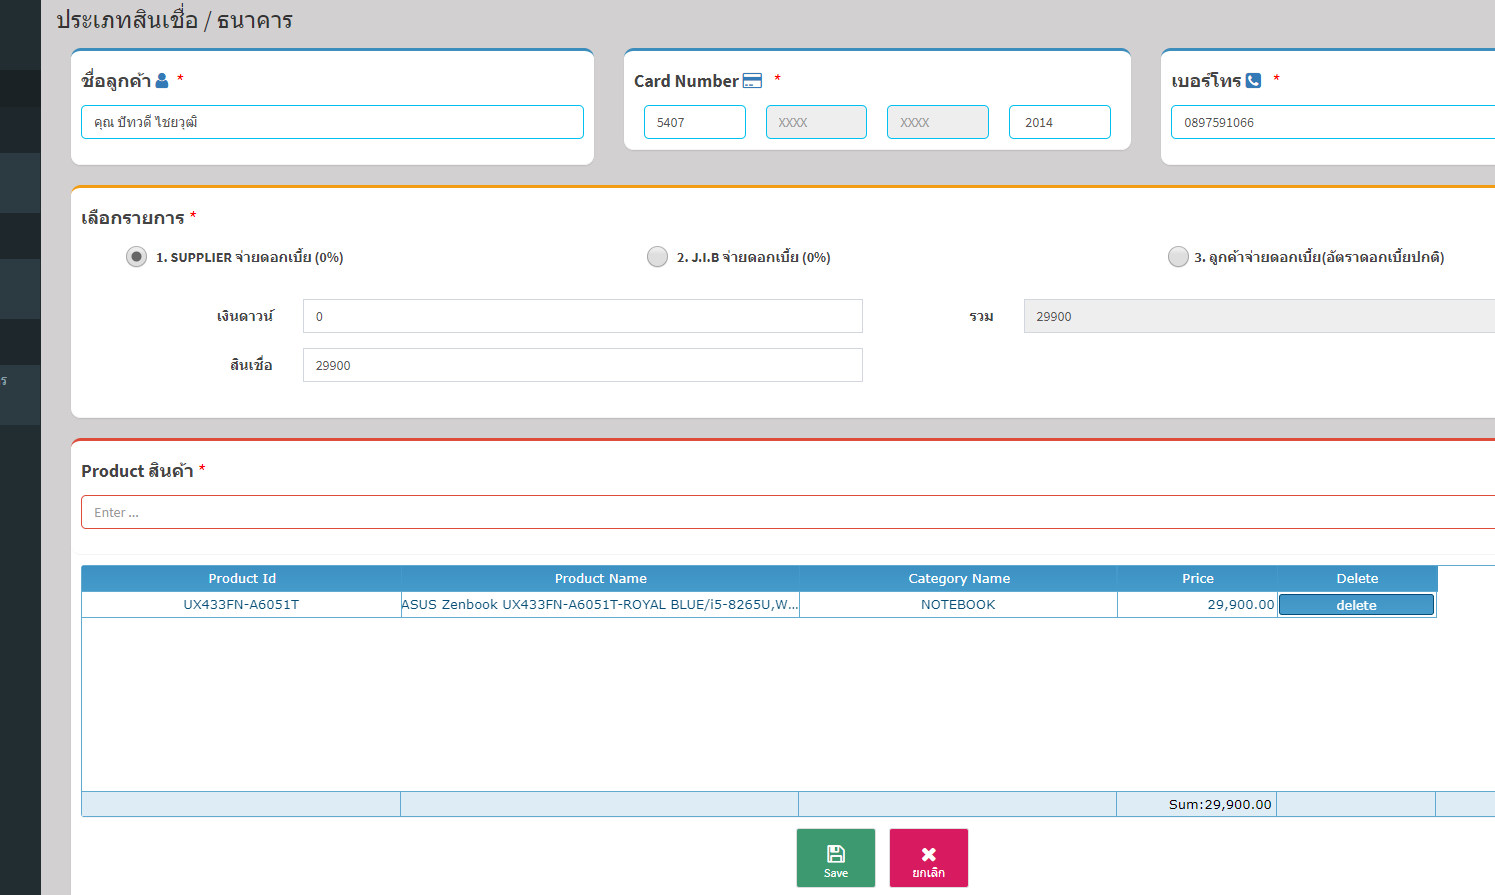 ประเภทสินเชื่อ / ธนาคาร
ชื่อลูกค้า *
คุณ ปัทวดี ไชยวุฒิ
Card Number *
5407 XXXX XXXX 2014
เบอร์โทร *
0897591066
เลือกรายการ *
1. SUPPLIER จ่ายดอกเบี้ย (0%)
2. J.I.B จ่ายดอกเบี้ย (0%)
3. ลูกค้าจ่ายดอกเบี้ย(อัตราดอกเบี้ยปกติ)
เงินดาวน์ 0
รวม 29900
สินเชื่อ 29900
ร
Product สินค้า *
Enter ...
Product Id Product Name Category Name Price Delete
UX433FN-A6051T ASUS Zenbook UX433FN-A6051T-ROYAL BLUE/i5-8265U,W... NOTEBOOK 29,900.00 delete
Sum:29,900.00
Save
ยกเลิก